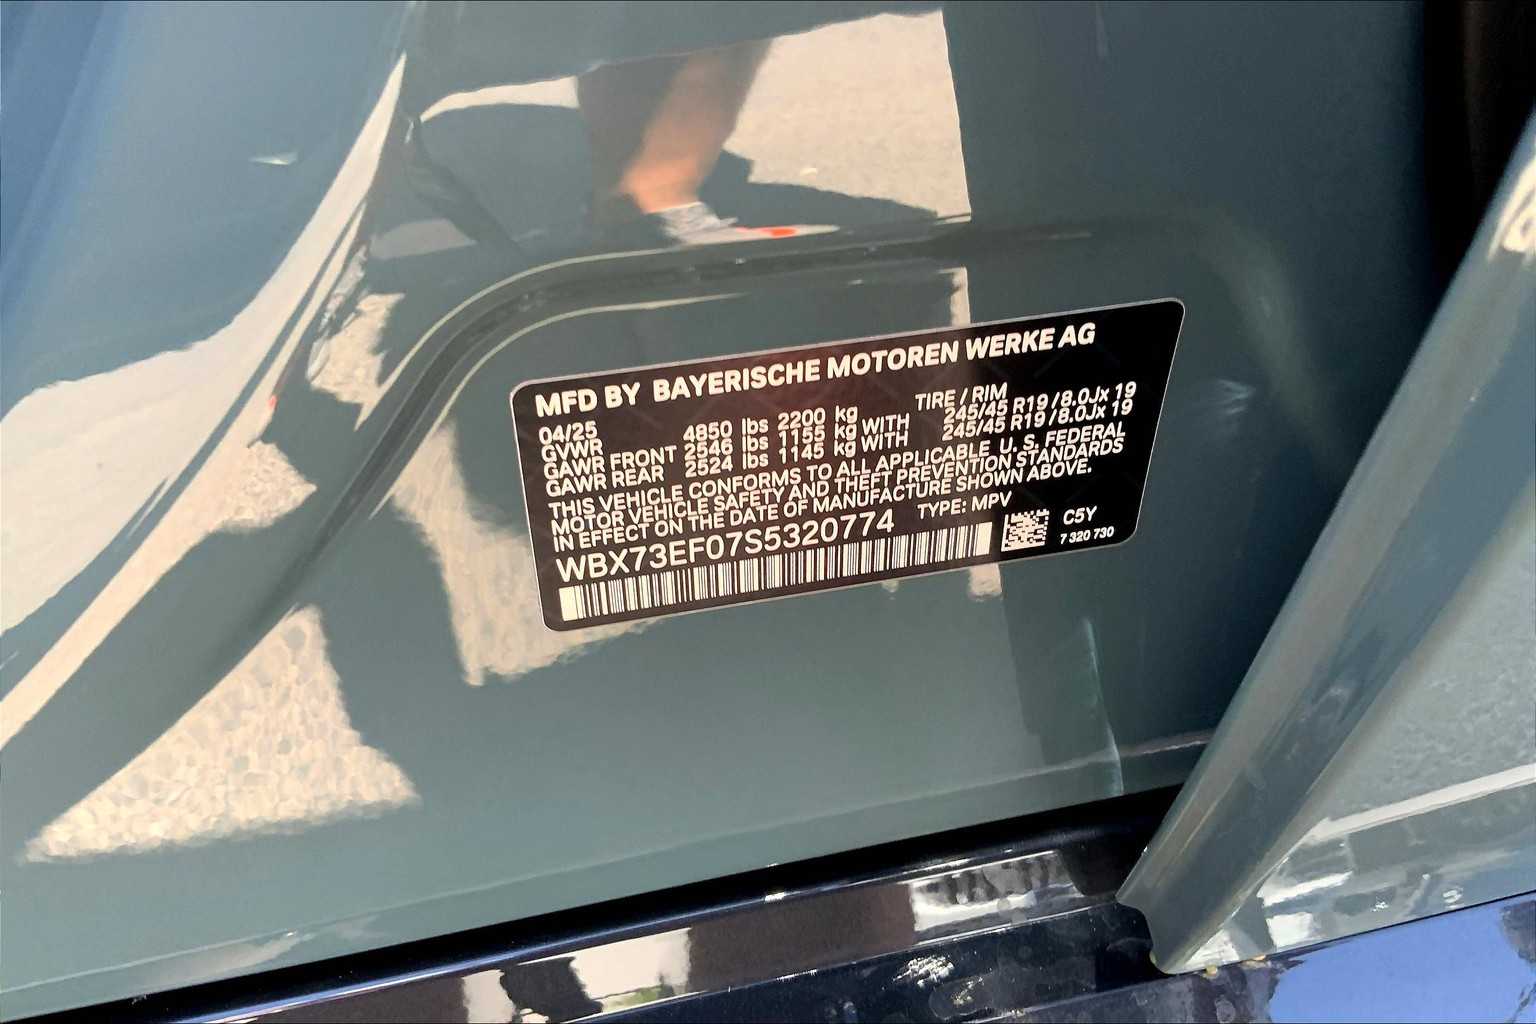 MFD BY BAYERISCHE MOTOREN WERKE AG
04/25 TIRE / RIM
GVWR 4850 lbs 2200 kg
GAWR FRONT 2546 lbs 1155 kg WITH 245/45 R19 / 8.0Jx 19
GAWR REAR 2524 lbs 1145 kg WITH 245/45 R19 / 8.0Jx 19
THIS VEHICLE CONFORMS TO ALL APPLICABLE U. S. FEDERAL
MOTOR VEHICLE SAFETY AND THEFT PREVENTION STANDARDS
IN EFFECT ON THE DATE OF MANUFACTURE SHOWN ABOVE.
WBX73EF07S5320774 TYPE: MPV
C5Y
7 320 730